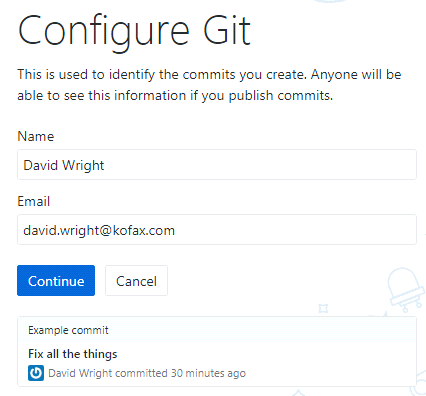 Configure Git
This is used to identify the commits you create. Anyone will be
able to see this information if you publish commits.
Name
David Wright
Email
david.wright@kofax.com
Continue Cancel
Example commit
Fix all the things
David Wright committed 30 minutes ago